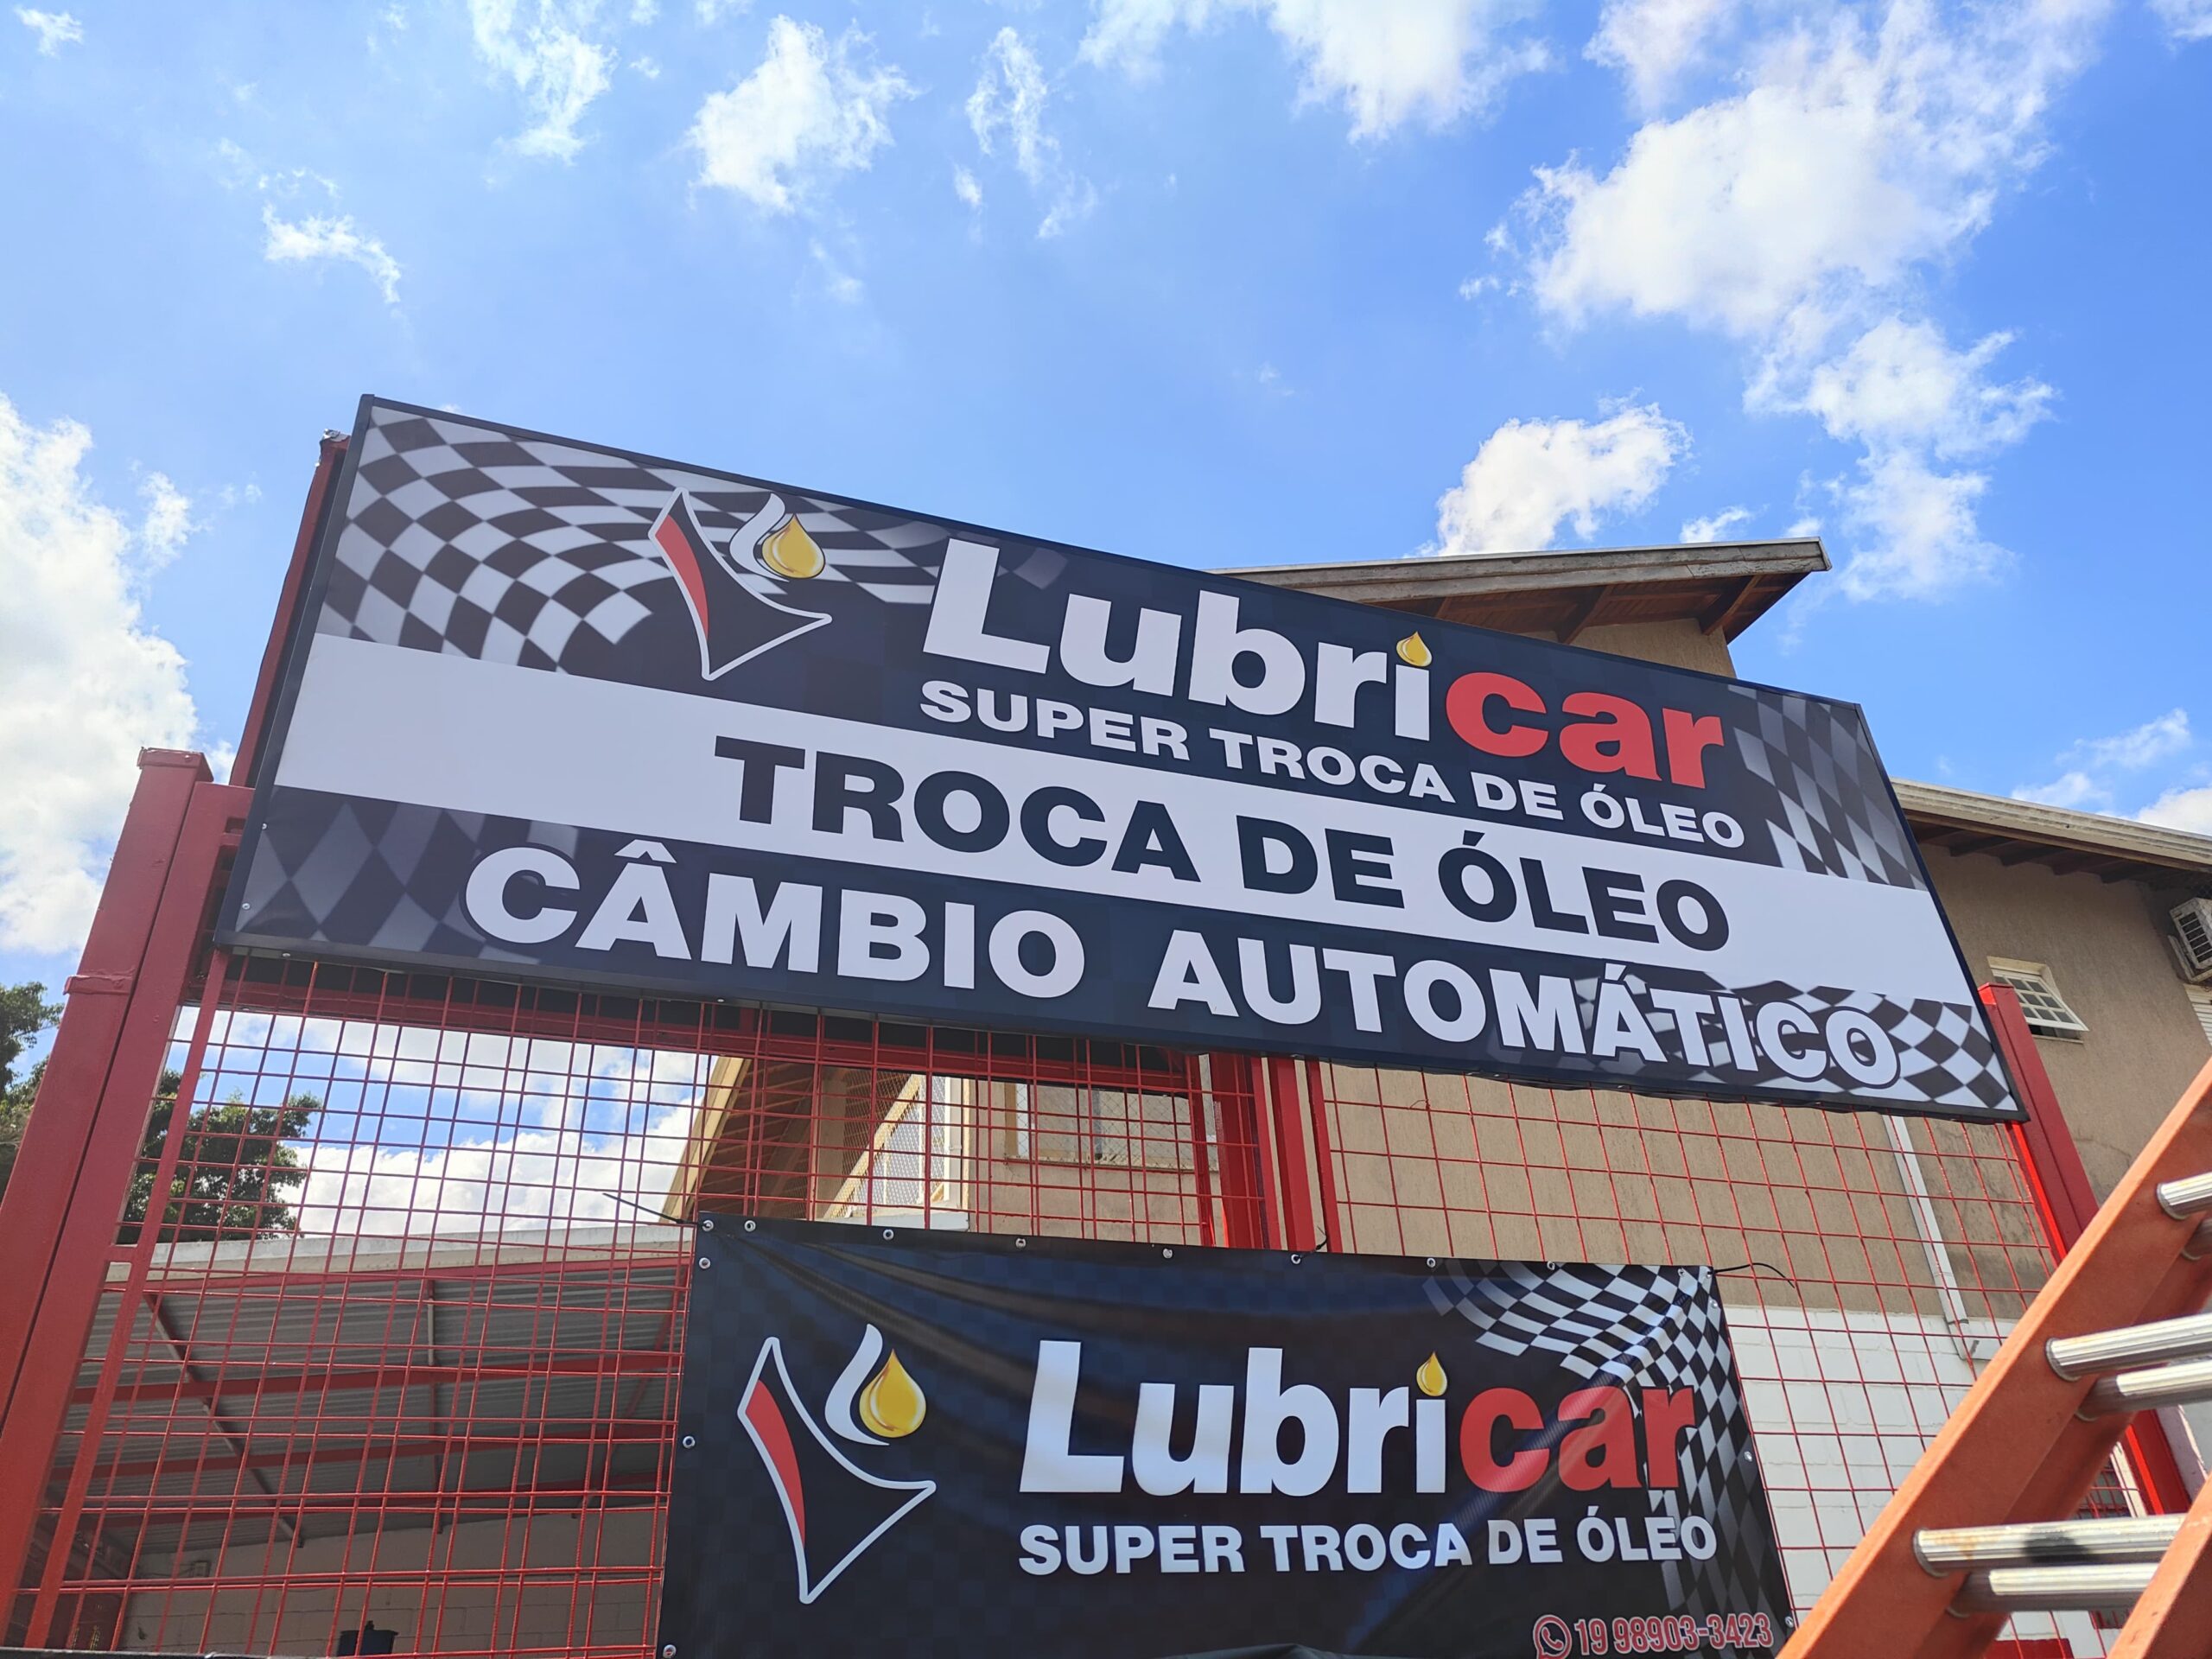 Lubricar
SUPER TROCA DE ÓLEO
TROCA DE ÓLEO
CÂMBIO AUTOMÁTICO
Lubricar
SUPER TROCA DE ÓLEO
19 98903-3423